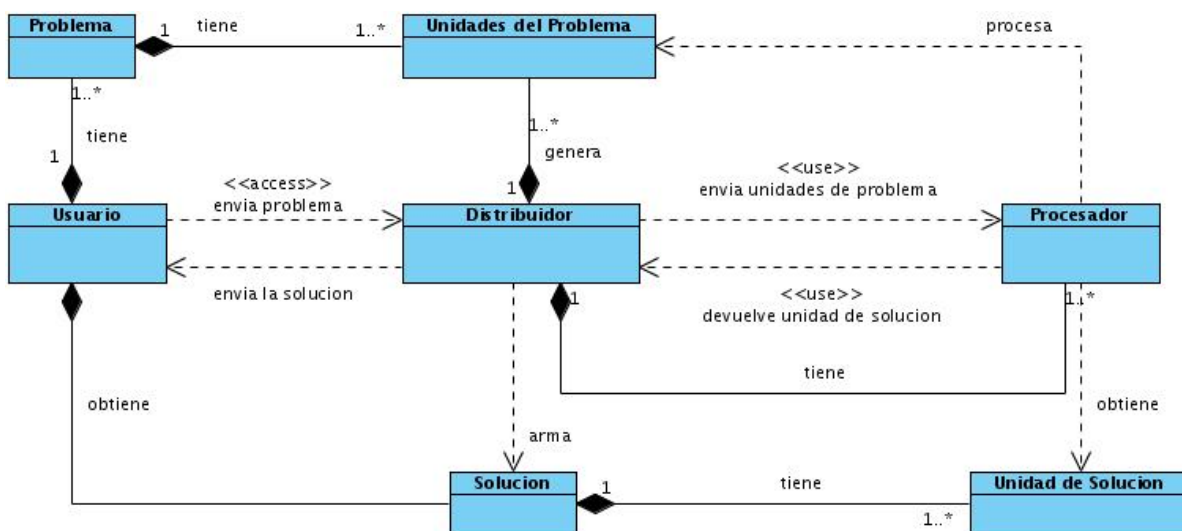 Problema
1
tiene
1..*
Unidades del Problema
procesa
1..*
tiene
1
1..*
genera
1
<<access>>
envia problema
<<use>>
envia unidades de problema
Usuario
Distribuidor
Procesador
envia la solucion
1
<<use>>
devuelve unidad de solucion
1..*
tiene
obtiene
arma
obtiene
Solucion
1
tiene
1..*
Unidad de Solucion